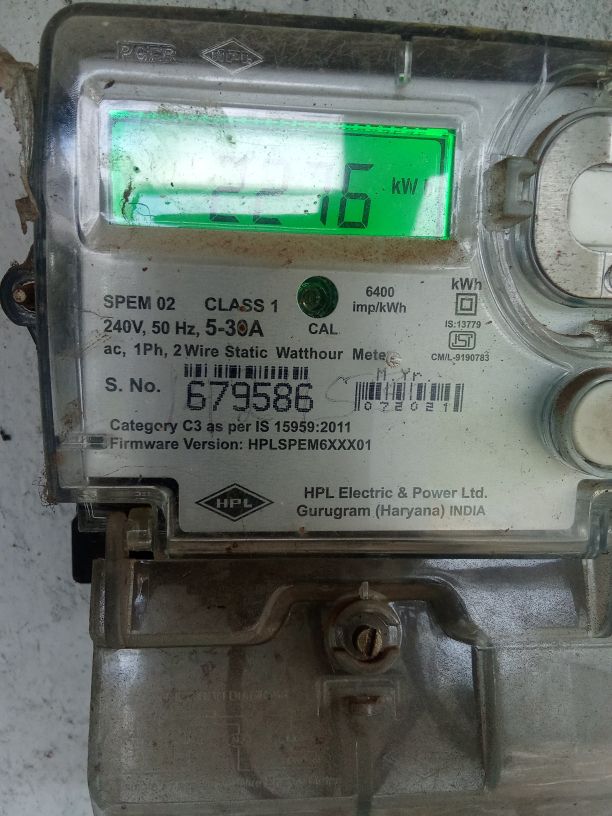 HPL
2276 kW
SPEM 02 CLASS 1 6400 kWh
imp/kWh
240V, 50 Hz, 5-30A CAL IS:13779
ac, 1Ph, 2 Wire Static Watthour Meter CM/L-9190783
S. No. 679586 M. Yr.
072021
Category C3 as per IS 15959:2011
Firmware Version: HPLSPEM6XXX01
HPL HPL Electric & Power Ltd.
Gurugram (Haryana) INDIA